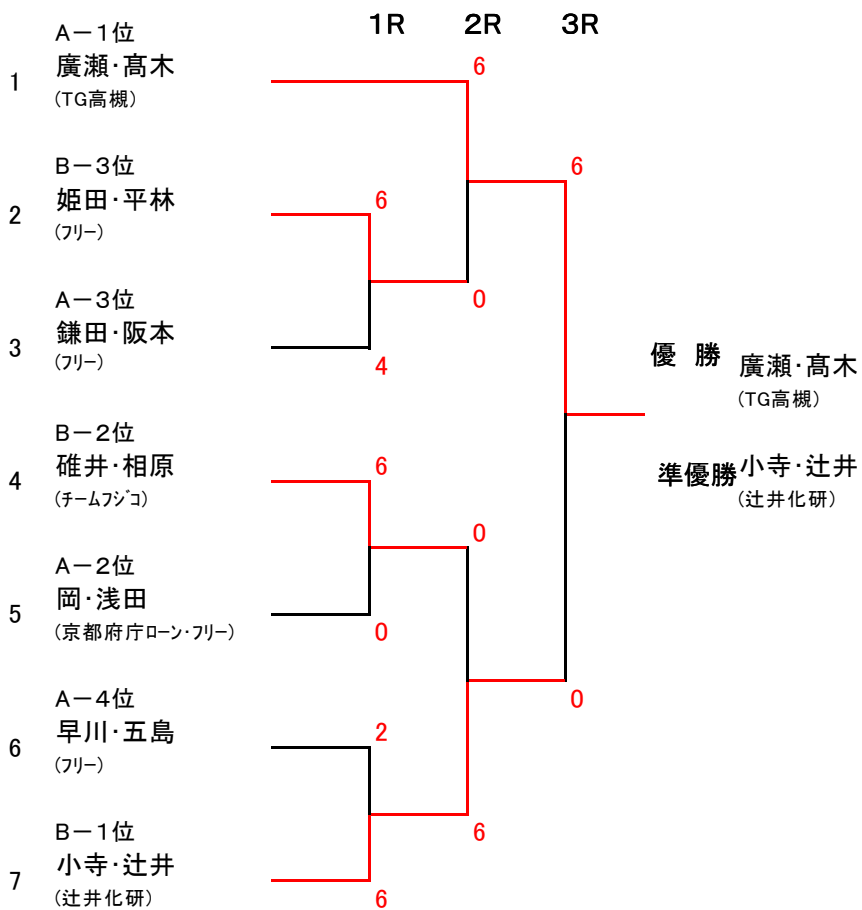 1R 2R 3R
A－1位
1 廣瀬・髙木
(TG高槻)
6
B－3位
2 姫田・平林
(フリー)
6
6
A－3位
3 鎌田・阪本
(フリー)
0
4
優 勝 廣瀬・髙木
(TG高槻)
準優勝 小寺・辻井
(辻井化研)
B－2位
4 碓井・相原
(チームフジコ)
6
0
A－2位
5 岡・浅田
(京都府庁ローン・フリー)
0
0
A－4位
6 早川・五島
(フリー)
2
6
B－1位
7 小寺・辻井
(辻井化研)
6